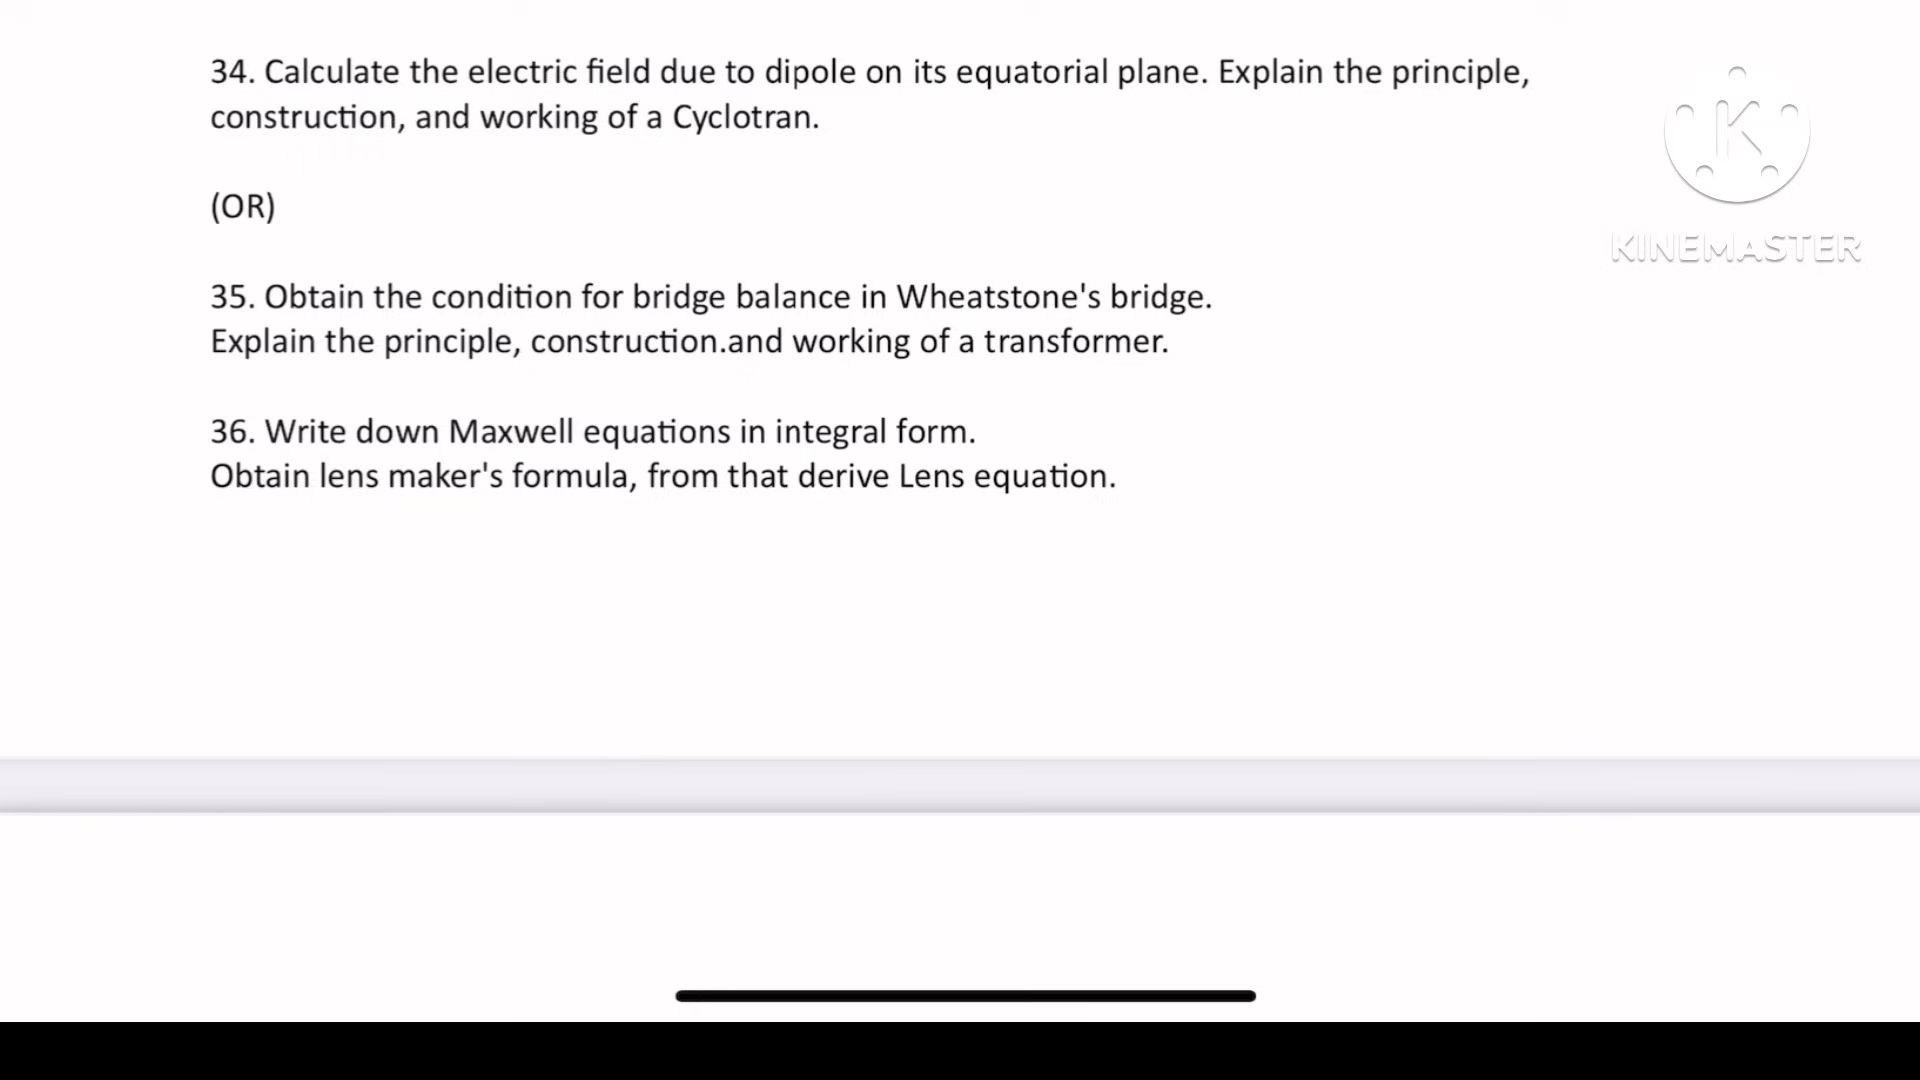 34. Calculate the electric field due to dipole on its equatorial plane. Explain the principle,
construction, and working of a Cyclotran.
(OR)
35. Obtain the condition for bridge balance in Wheatstone's bridge.
Explain the principle, construction.and working of a transformer.
36. Write down Maxwell equations in integral form.
Obtain lens maker's formula, from that derive Lens equation.
K
KINEMASTER